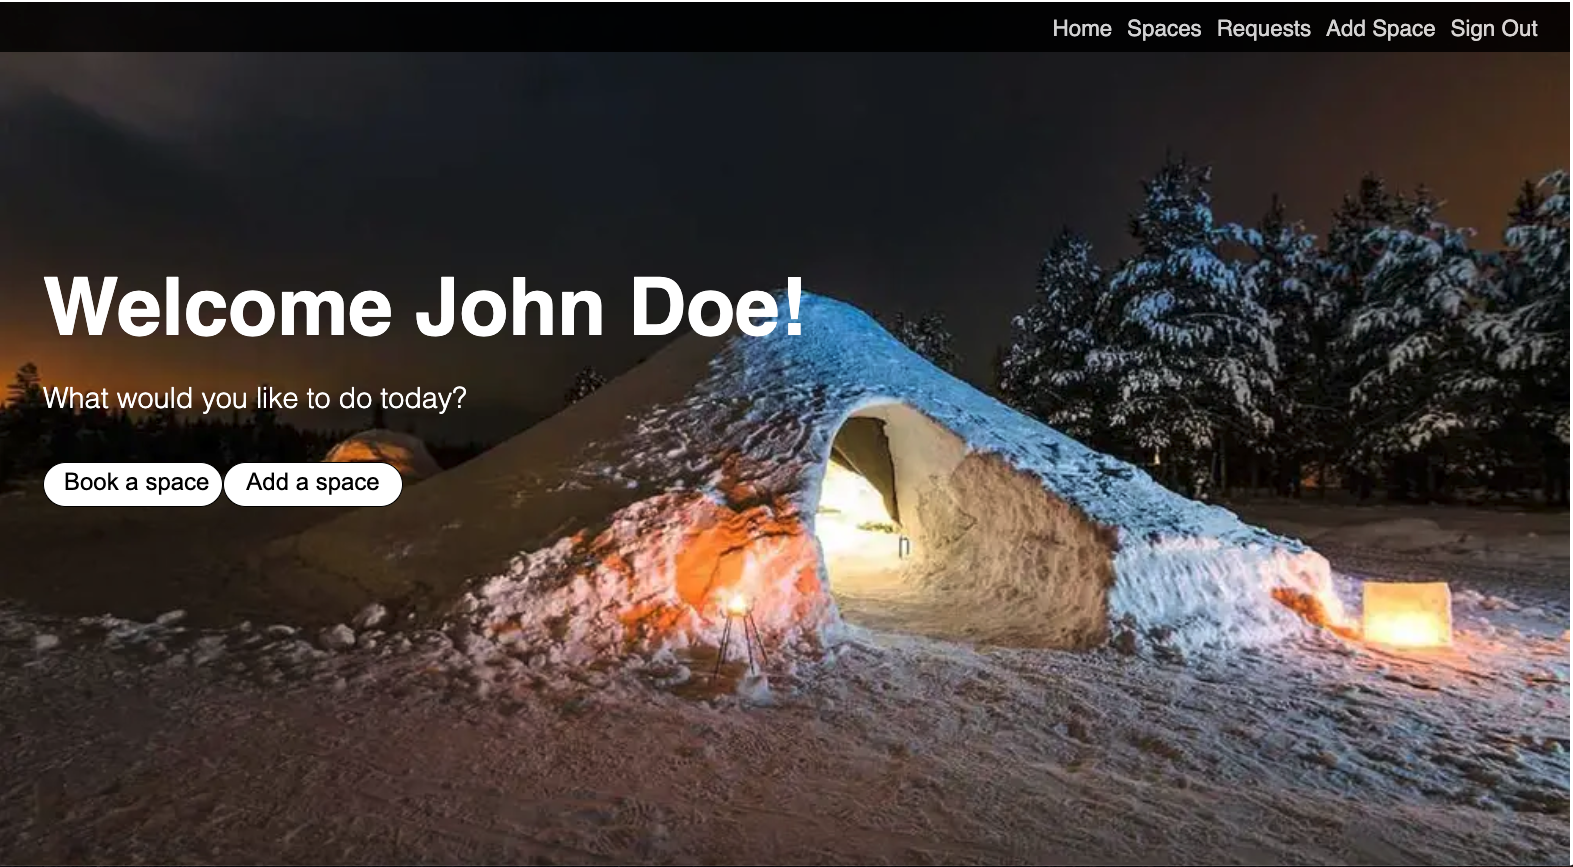 Home Spaces Requests Add Space Sign Out
Welcome John Doe!
What would you like to do today?
Book a space Add a space